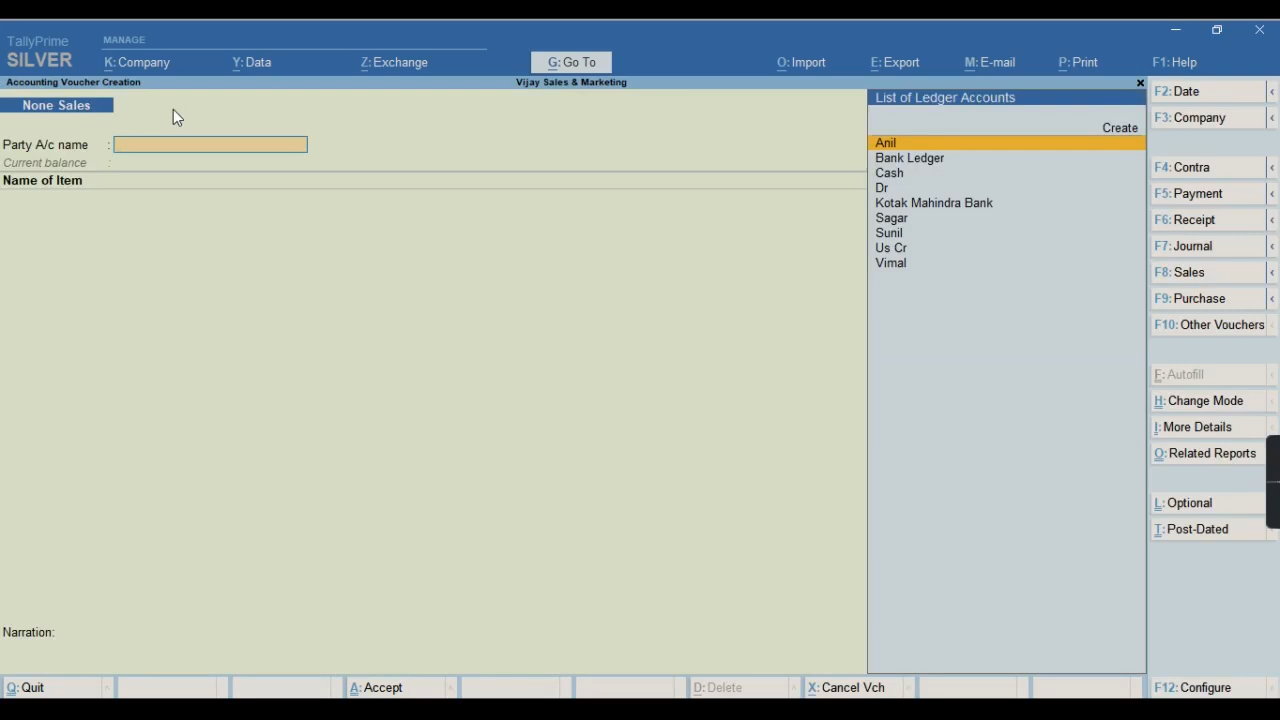 TallyPrime
SILVER
MANAGE
K: Company
Y: Data
Z: Exchange
G: Go To
O: Import
E: Export
M: E-mail
P: Print
F1: Help
Accounting Voucher Creation
Vijay Sales & Marketing
None Sales
Party A/c name :
Current balance :
Name of Item
Narration:
List of Ledger Accounts
Create
Anil
Bank Ledger
Cash
Dr
Kotak Mahindra Bank
Sagar
Sunil
Us Cr
Vimal
F2: Date
F3: Company
F4: Contra
F5: Payment
F6: Receipt
F7: Journal
F8: Sales
F9: Purchase
F10: Other Vouchers
F: Autofill
H: Change Mode
I: More Details
O: Related Reports
L: Optional
T: Post-Dated
Q: Quit
A: Accept
D: Delete
X: Cancel Vch
F12: Configure